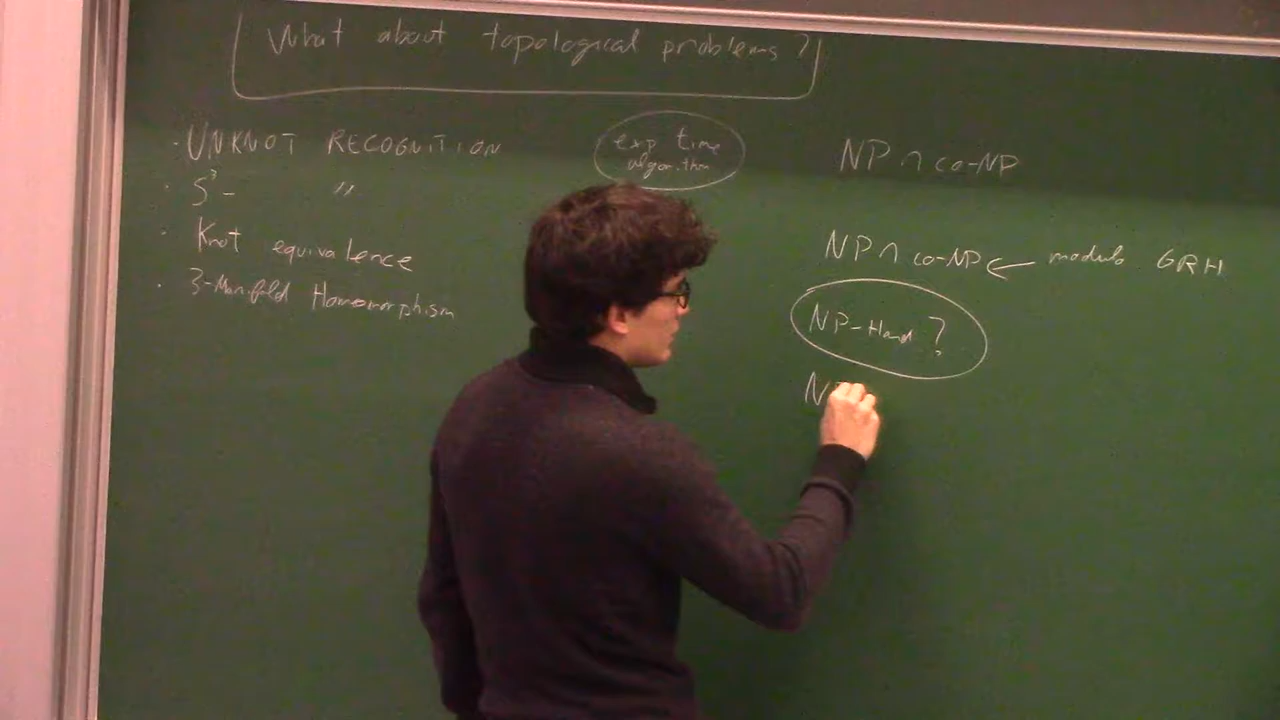 What about topological problems?
· UNKNOT RECOGNITION
exp time
algorithm
NP ∩ co-NP
· S³- "
· Knot equivalence
NP ∩ co-NP ← modulo GRH
· 3-Manifold Homeomorphism
NP-Hard?
N